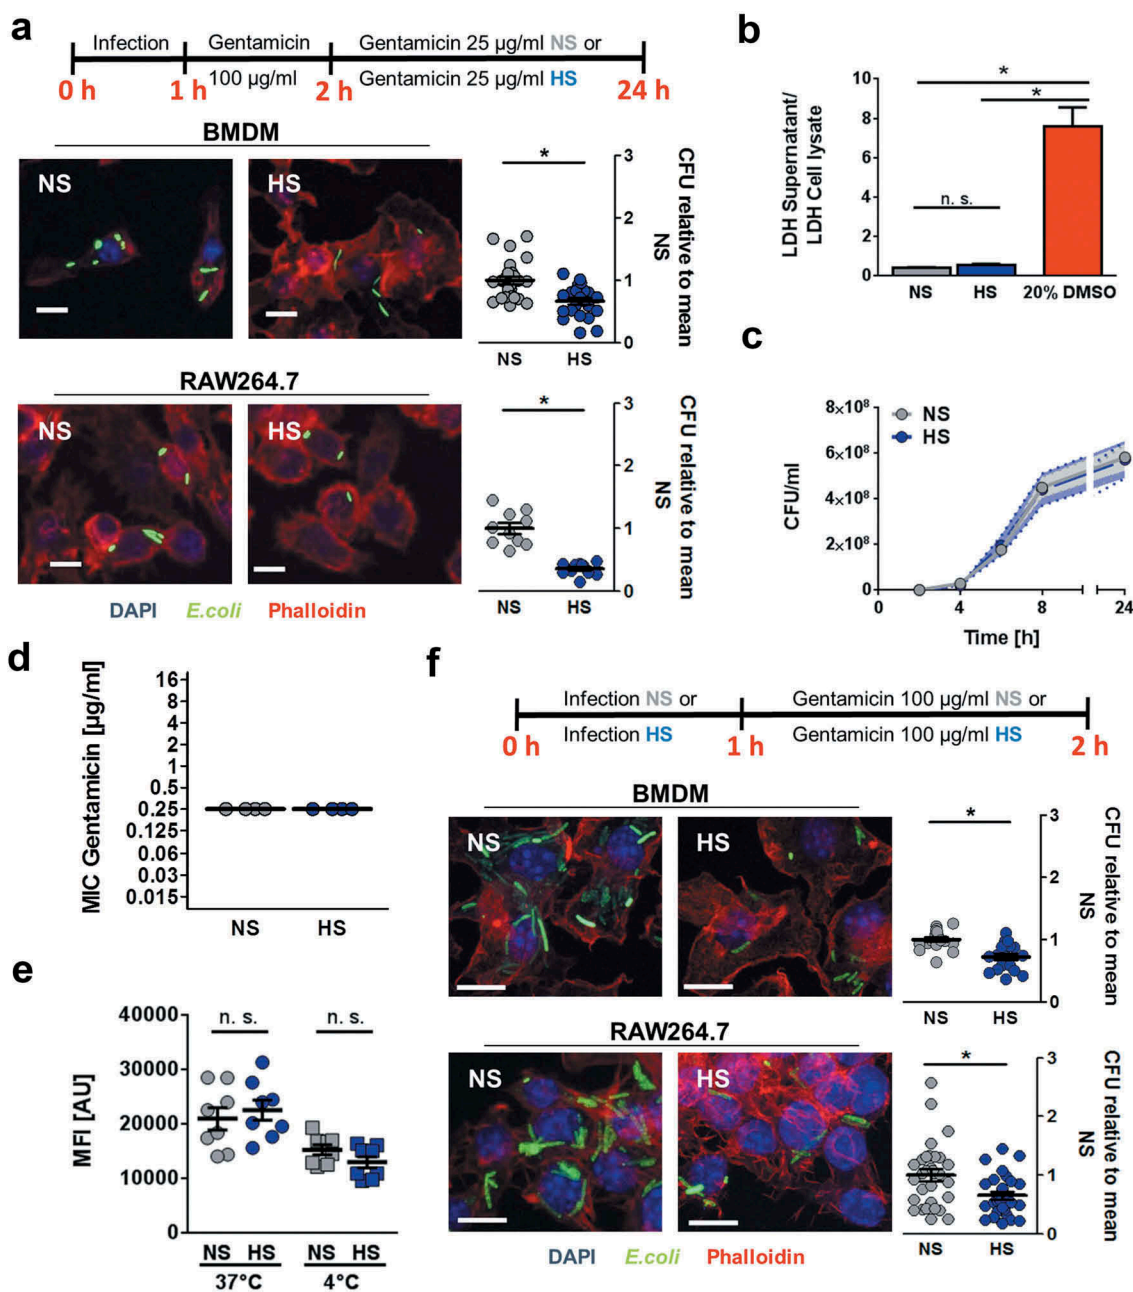 a
Infection
Gentamicin
Gentamicin 25 µg/ml NS or
100 µg/ml
Gentamicin 25 µg/ml HS
0 h
1 h
2 h
24 h
BMDM
NS
HS
*
3
2
1
0
CFU relative to mean
NS
NS
HS
RAW264.7
NS
HS
*
3
2
1
0
CFU relative to mean
NS
NS
HS
DAPI
E.coli
Phalloidin
b
LDH Supernatant/
LDH Cell lysate
10
8
6
4
2
0
*
*
n. s.
NS
HS
20% DMSO
c
CFU/ml
8×10⁸
6×10⁸
4×10⁸
2×10⁸
0
NS
HS
0
4
8
24
Time [h]
d
MIC Gentamicin [µg/ml]
16
8
4
2
1
0.5
0.25
0.125
0.06
0.03
0.015
NS
HS
e
MFI [AU]
40000
30000
20000
10000
0
n. s.
n. s.
NS HS
NS HS
37°C
4°C
f
Infection NS or
Gentamicin 100 µg/ml NS or
Infection HS
Gentamicin 100 µg/ml HS
0 h
1 h
2 h
BMDM
NS
HS
*
3
2
1
0
CFU relative to mean
NS
NS
HS
RAW264.7
NS
HS
*
3
2
1
0
CFU relative to mean
NS
NS
HS
DAPI
E.coli
Phalloidin